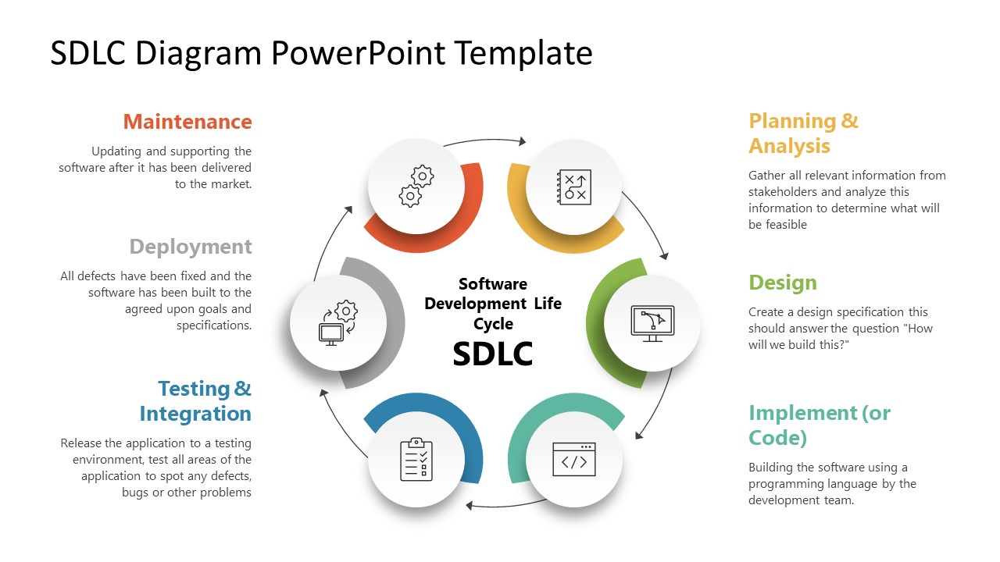 SDLC Diagram PowerPoint Template
Maintenance
Updating and supporting the
software after it has been delivered
to the market.
Deployment
All defects have been fixed and the
software has been built to the
agreed upon goals and
specifications.
Testing &
Integration
Release the application to a testing
environment, test all areas of the
application to spot any defects,
bugs or other problems
Software
Development Life
Cycle
SDLC
Planning &
Analysis
Gather all relevant information from
stakeholders and analyze this
information to determine what will
be feasible
Design
Create a design specification this
should answer the question "How
will we build this?"
Implement (or
Code)
Building the software using a
programming language by the
development team.